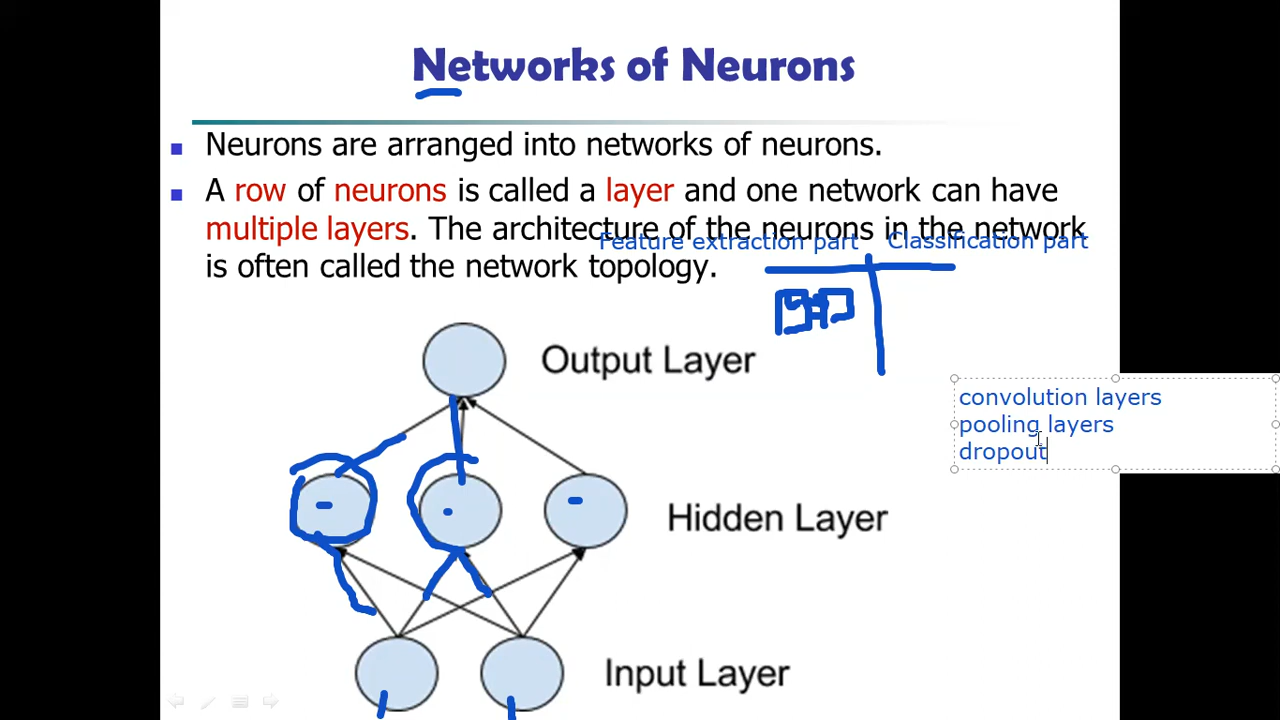 Networks of Neurons
Neurons are arranged into networks of neurons.
A row of neurons is called a layer and one network can have
multiple layers. The architecture of the neurons in the network
is often called the network topology.
Feature extraction part
Classification part
Output Layer
convolution layers
pooling layers
dropout
Hidden Layer
Input Layer